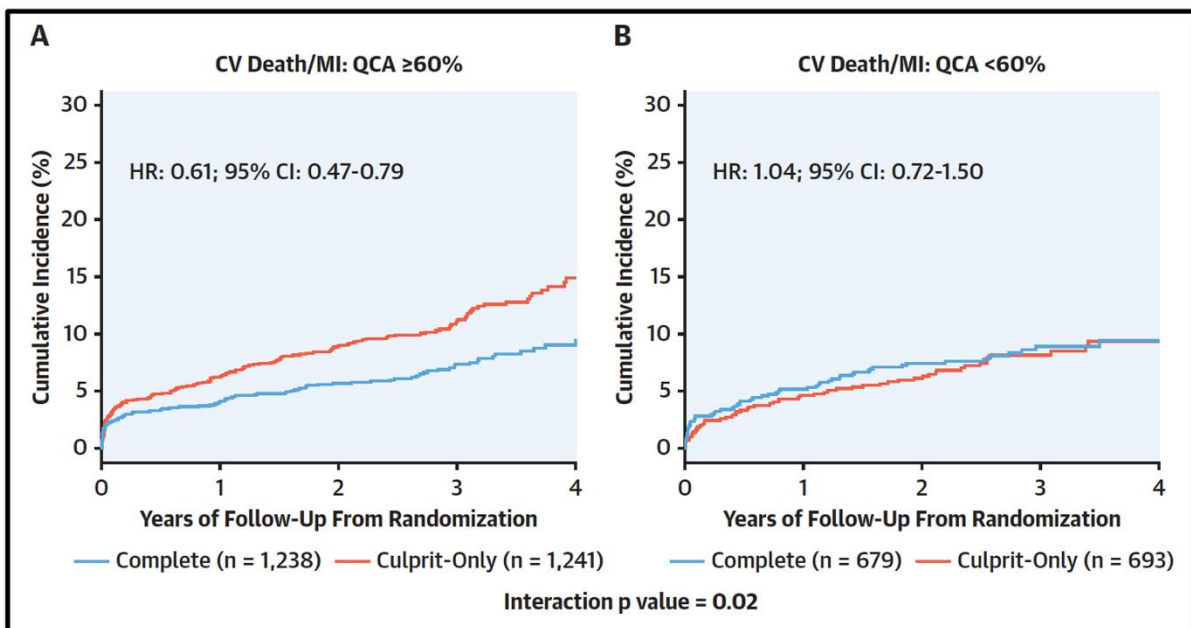 A
CV Death/MI: QCA ≥60%
Cumulative Incidence (%)
30
25
20
15
10
5
0
HR: 0.61; 95% CI: 0.47-0.79
0 1 2 3 4
Years of Follow-Up From Randomization
Complete (n = 1,238) Culprit-Only (n = 1,241)
B
CV Death/MI: QCA <60%
Cumulative Incidence (%)
30
25
20
15
10
5
0
HR: 1.04; 95% CI: 0.72-1.50
0 1 2 3 4
Years of Follow-Up From Randomization
Complete (n = 679) Culprit-Only (n = 693)
Interaction p value = 0.02